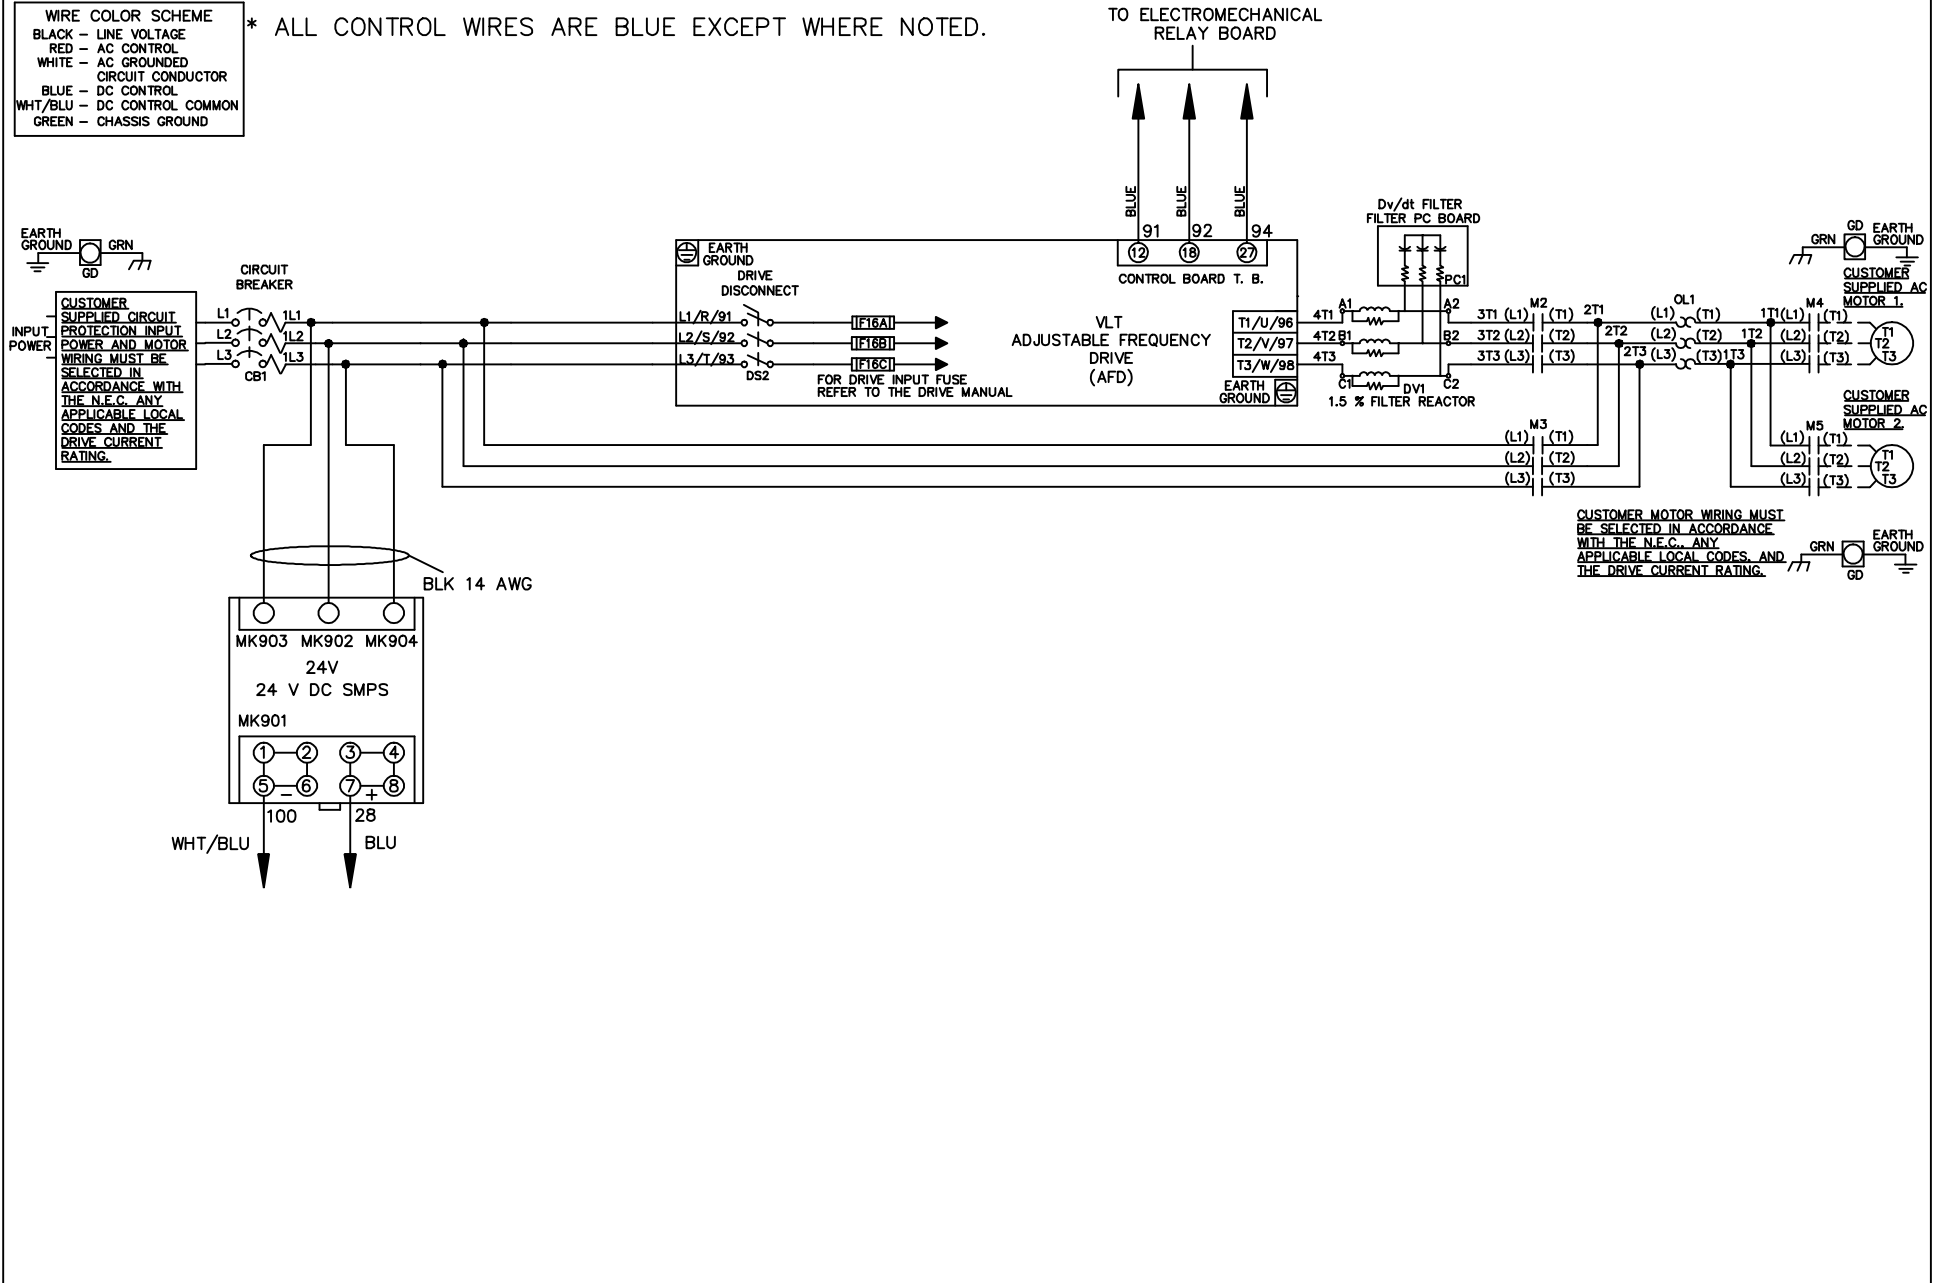 WIRE COLOR SCHEME
BLACK – LINE VOLTAGE
RED – AC CONTROL
WHITE – AC GROUNDED
CIRCUIT CONDUCTOR
BLUE – DC CONTROL
WHT/BLU – DC CONTROL COMMON
GREEN – CHASSIS GROUND
* ALL CONTROL WIRES ARE BLUE EXCEPT WHERE NOTED.
TO ELECTROMECHANICAL
RELAY BOARD
BLUE
BLUE
BLUE
91
92
94
12
18
27
CONTROL BOARD T. B.
EARTH
GROUND
GRN
GD
INPUT
POWER
CUSTOMER
SUPPLIED CIRCUIT
PROTECTION INPUT
POWER AND MOTOR
WIRING MUST BE
SELECTED IN
ACCORDANCE WITH
THE N.E.C. ANY
APPLICABLE LOCAL
CODES AND THE
DRIVE CURRENT
RATING.
CIRCUIT
BREAKER
L1
L2
L3
1L1
1L2
1L3
CB1
EARTH
GROUND
DRIVE
DISCONNECT
L1/R/91
L2/S/92
L3/T/93
DS2
F16A
F16B
F16C
FOR DRIVE INPUT FUSE
REFER TO THE DRIVE MANUAL
VLT
ADJUSTABLE FREQUENCY
DRIVE
(AFD)
T1/U/96
T2/V/97
T3/W/98
EARTH
GROUND
4T1
4T2
4T3
A1
B1
C1
A2
B2
C2
DV1
1.5 % FILTER REACTOR
Dv/dt FILTER
FILTER PC BOARD
PC1
3T1 (L1)
3T2 (L2)
3T3 (L3)
M2
(T1)
(T2)
(T3)
2T1
2T2
2T3
OL1
(L1)
(L2)
(L3)
(T1)
(T2)
(T3)
1T1
1T2
1T3
M4
(L1)
(L2)
(L3)
(T1)
(T2)
(T3)
T1
T2
T3
GD
GRN
EARTH
GROUND
CUSTOMER
SUPPLIED AC
MOTOR 1.
M3
(L1)
(L2)
(L3)
(T1)
(T2)
(T3)
CUSTOMER
SUPPLIED AC
MOTOR 2.
M5
(L1)
(L2)
(L3)
(T1)
(T2)
(T3)
T1
T2
T3
CUSTOMER MOTOR WIRING MUST
BE SELECTED IN ACCORDANCE
WITH THE N.E.C., ANY
APPLICABLE LOCAL CODES, AND
THE DRIVE CURRENT RATING.
GRN
EARTH
GROUND
GD
BLK 14 AWG
MK903 MK902 MK904
24V
24 V DC SMPS
MK901
1 2 3 4
5 6 7 8
– +
100
28
WHT/BLU
BLU